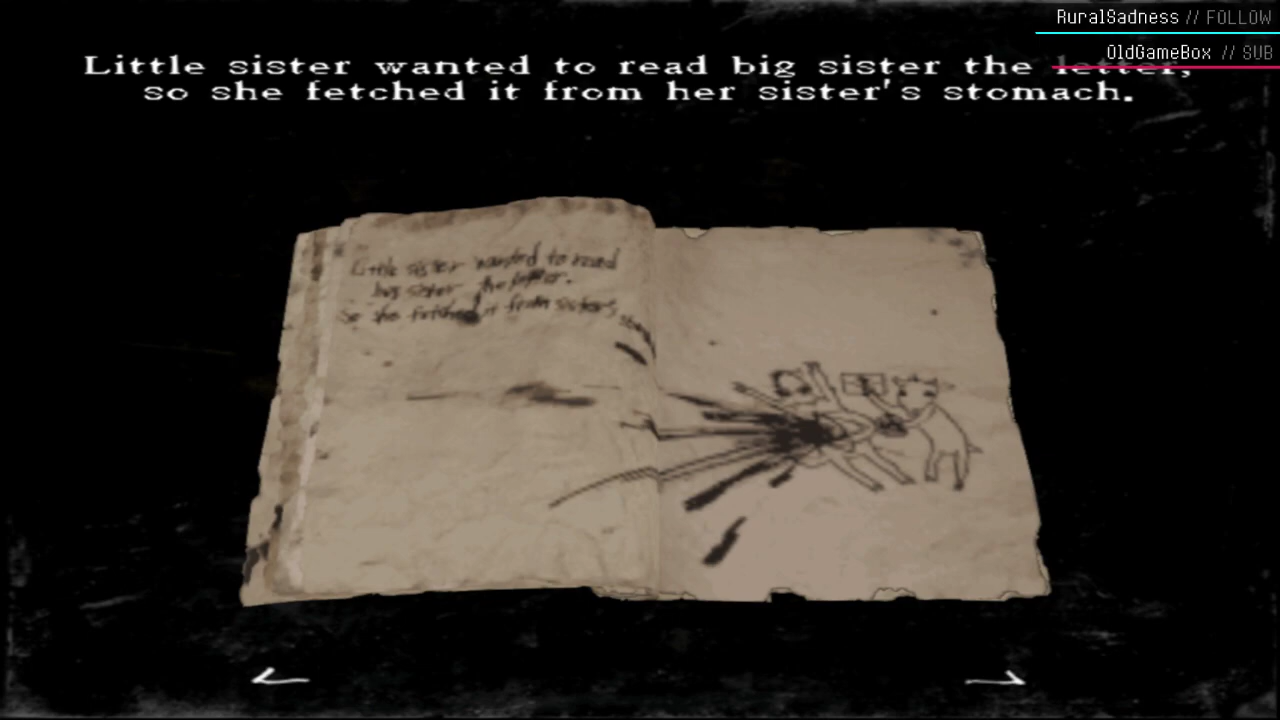 RuralSadness // FOLLOW
OldGameBox // SUB
Little sister wanted to read big sister the letter,
so she fetched it from her sister's stomach.
Little sister wanted to read
big sister the letter.
So she fetched it from sister's